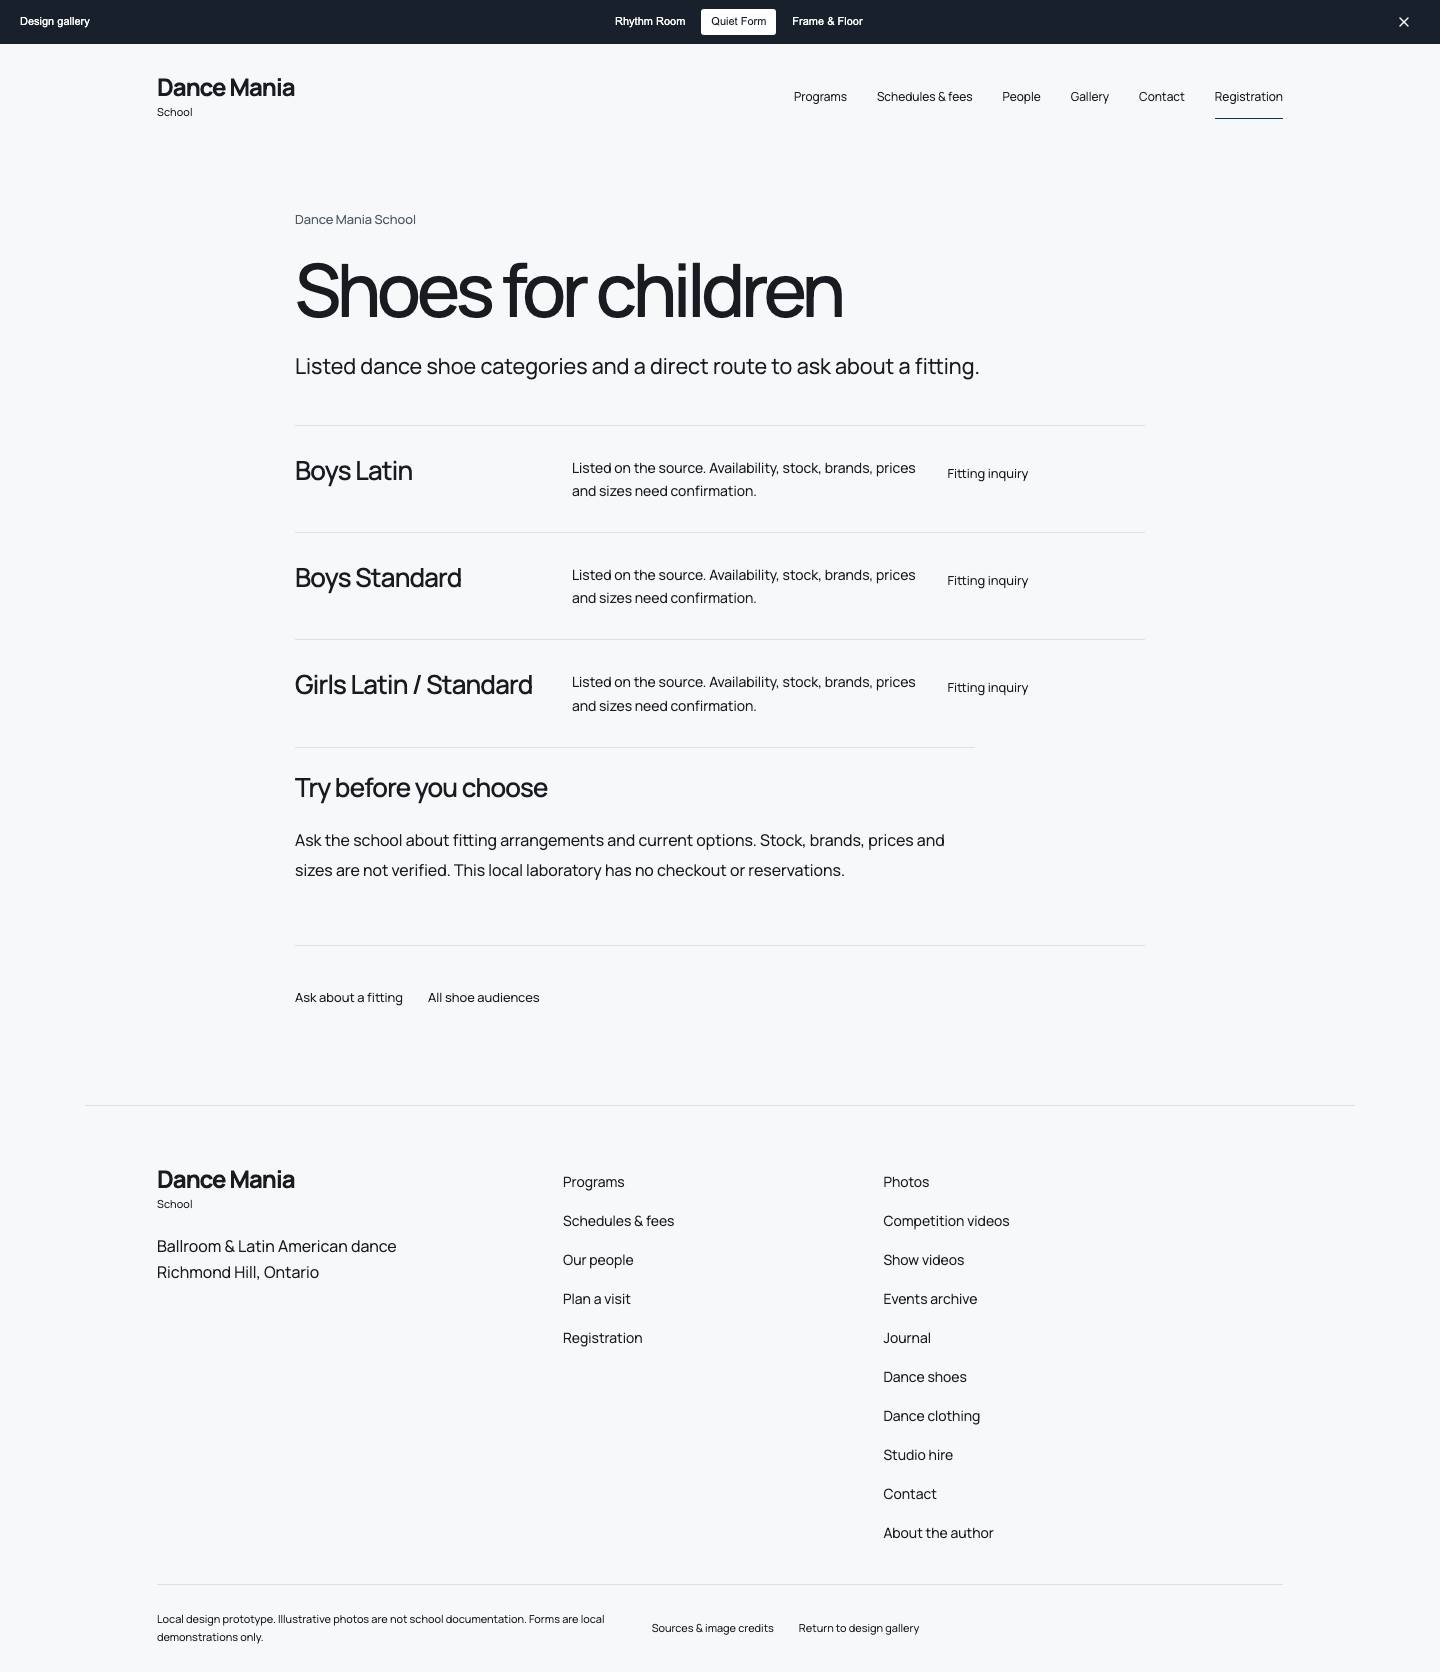 Design gallery
Rhythm Room
Quiet Form
Frame & Floor
Dance Mania
School
Programs
Schedules & fees
People
Gallery
Contact
Registration
Dance Mania School
Shoes for children
Listed dance shoe categories and a direct route to ask about a fitting.
Boys Latin
Listed on the source. Availability, stock, brands, prices
and sizes need confirmation.
Fitting inquiry
Boys Standard
Listed on the source. Availability, stock, brands, prices
and sizes need confirmation.
Fitting inquiry
Girls Latin / Standard
Listed on the source. Availability, stock, brands, prices
and sizes need confirmation.
Fitting inquiry
Try before you choose
Ask the school about fitting arrangements and current options. Stock, brands, prices and
sizes are not verified. This local laboratory has no checkout or reservations.
Ask about a fitting
All shoe audiences
Dance Mania
School
Ballroom & Latin American dance
Richmond Hill, Ontario
Programs
Schedules & fees
Our people
Plan a visit
Registration
Photos
Competition videos
Show videos
Events archive
Journal
Dance shoes
Dance clothing
Studio hire
Contact
About the author
Local design prototype. Illustrative photos are not school documentation. Forms are local
demonstrations only.
Sources & image credits
Return to design gallery